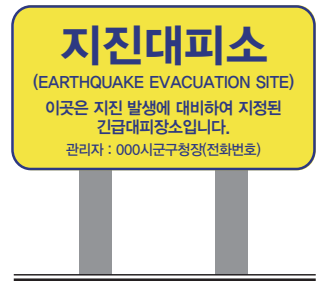 지진대피소
(EARTHQUAKE EVACUATION SITE)
이곳은 지진 발생에 대비하여 지정된
긴급대피장소입니다.
관리자 : 000시군구청장(전화번호)